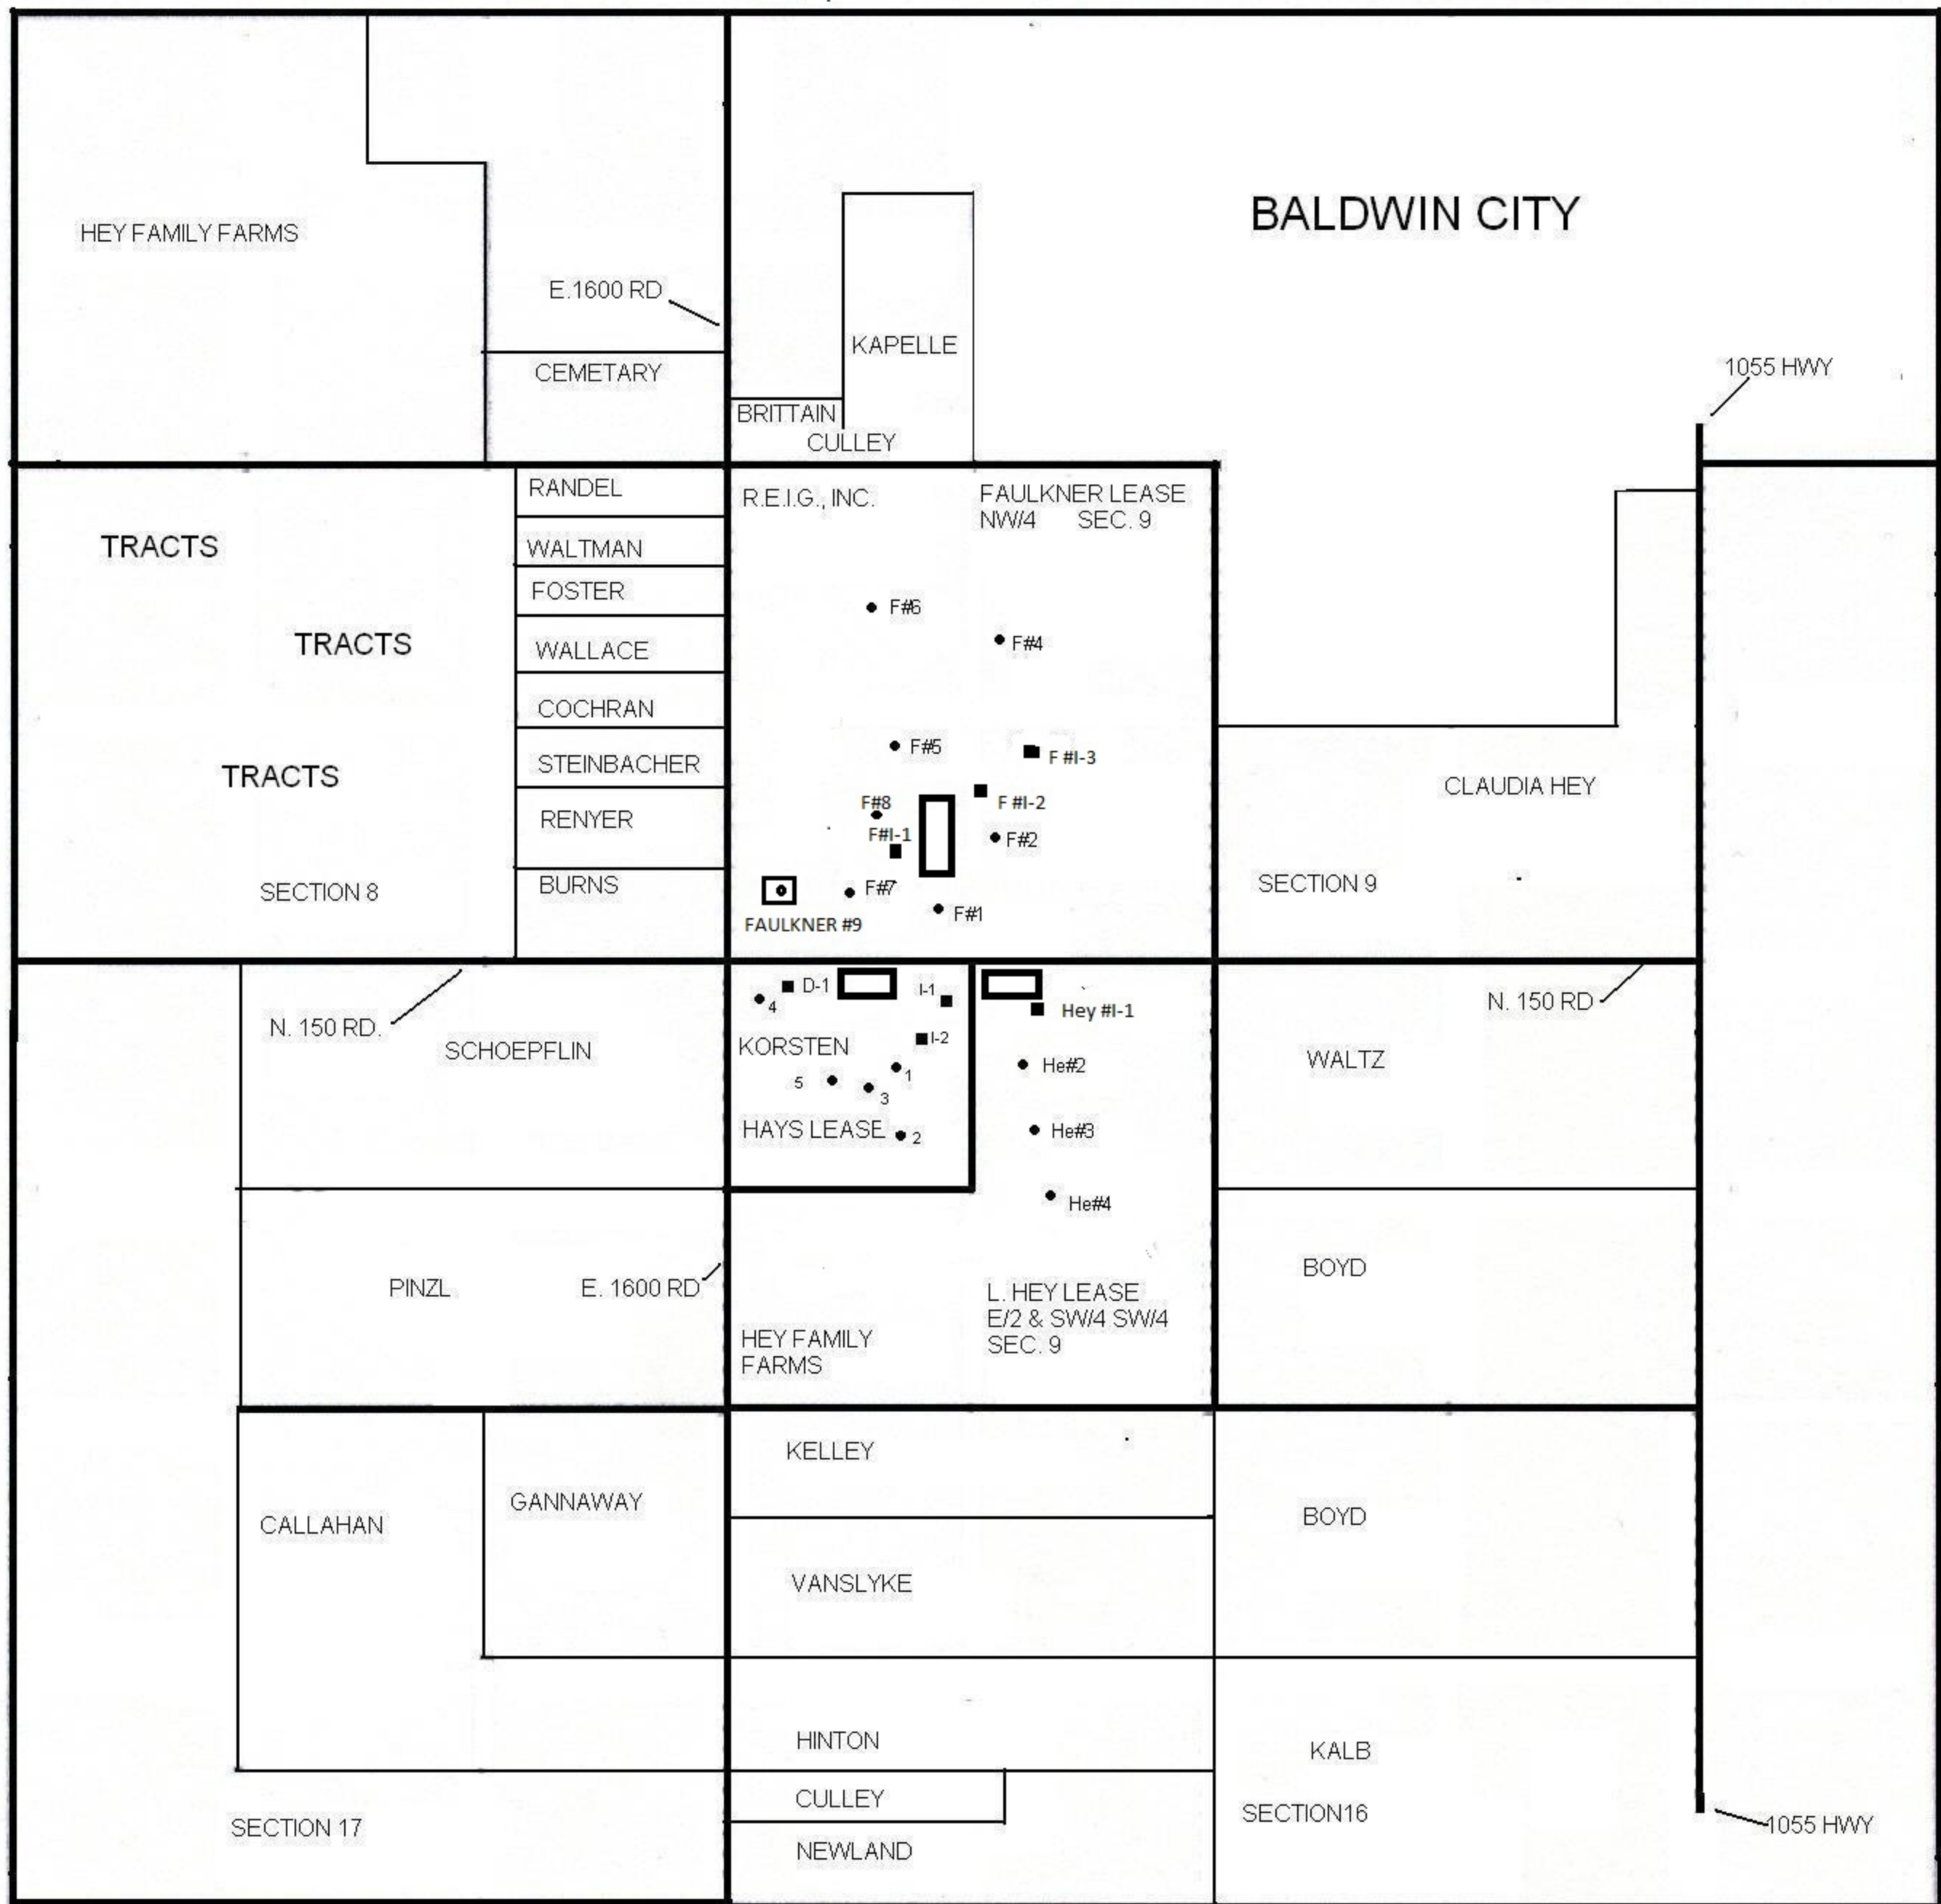 BALDWIN CITY
HEY FAMILY FARMS
E.1600 RD
KAPELLE
1055 HWY
CEMETARY
BRITTAIN
CULLEY
RANDEL
R.E.I.G., INC.
FAULKNER LEASE
NW/4 SEC. 9
TRACTS
WALTMAN
FOSTER
F#6
TRACTS
WALLACE
F#4
COCHRAN
F#5
F #I-3
STEINBACHER
TRACTS
CLAUDIA HEY
F#8
F #I-2
RENYER
F#I-1
F#2
SECTION 8
BURNS
F#7
SECTION 9
F#1
FAULKNER #9
D-1
I-1
4
Hey #I-1
N. 150 RD
N. 150 RD.
I-2
SCHOEPFLIN
KORSTEN
WALTZ
He#2
1
5
3
HAYS LEASE
2
He#3
He#4
BOYD
PINZL
E. 1600 RD
L. HEY LEASE
E/2 & SW/4 SW/4
SEC. 9
HEY FAMILY
FARMS
KELLEY
GANNAWAY
CALLAHAN
BOYD
VANSLYKE
HINTON
KALB
CULLEY
SECTION16
SECTION 17
1055 HWY
NEWLAND